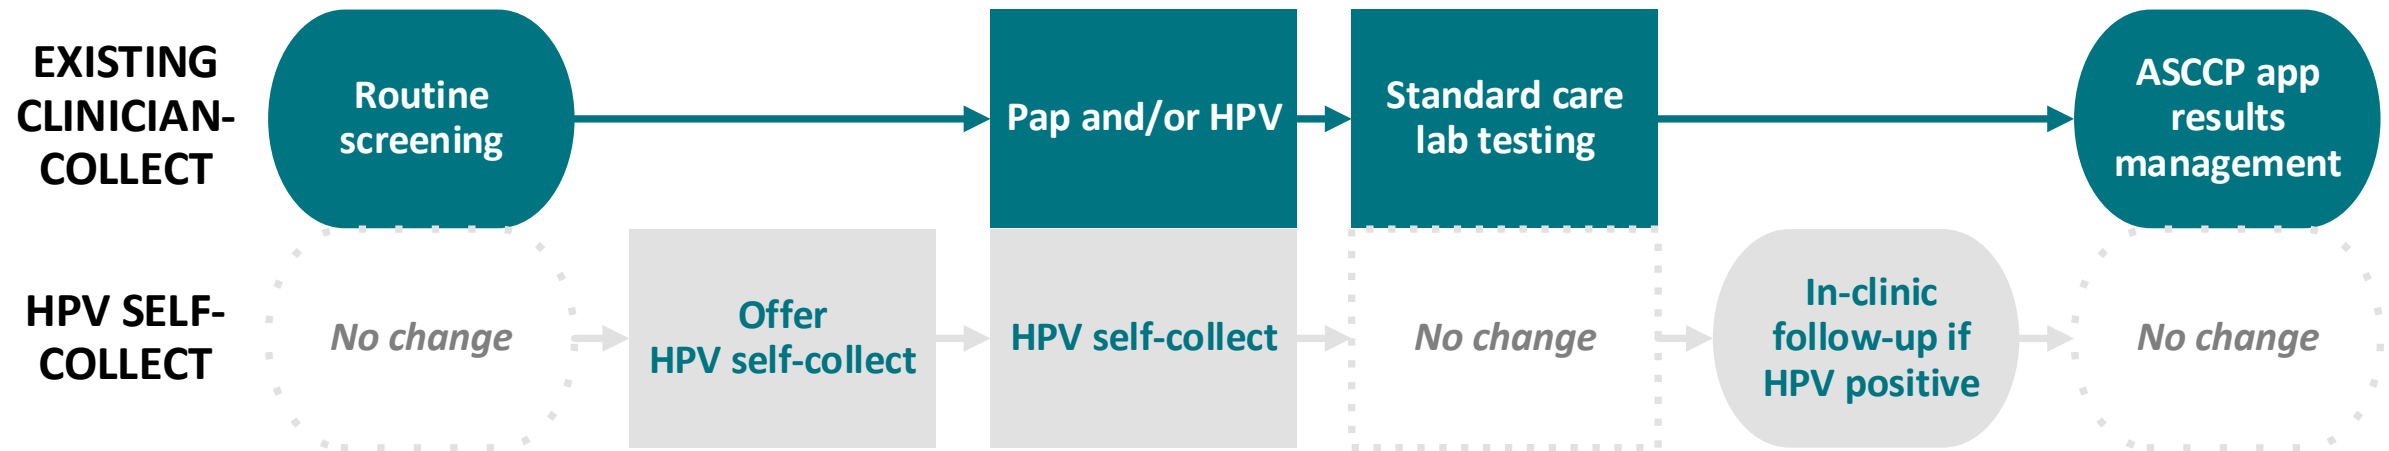 EXISTING
CLINICIAN-
COLLECT
Routine
screening
Pap and/or HPV
Standard care
lab testing
ASCCP app
results
management
HPV SELF-
COLLECT
No change
Offer
HPV self-collect
HPV self-collect
No change
In-clinic
follow-up if
HPV positive
No change